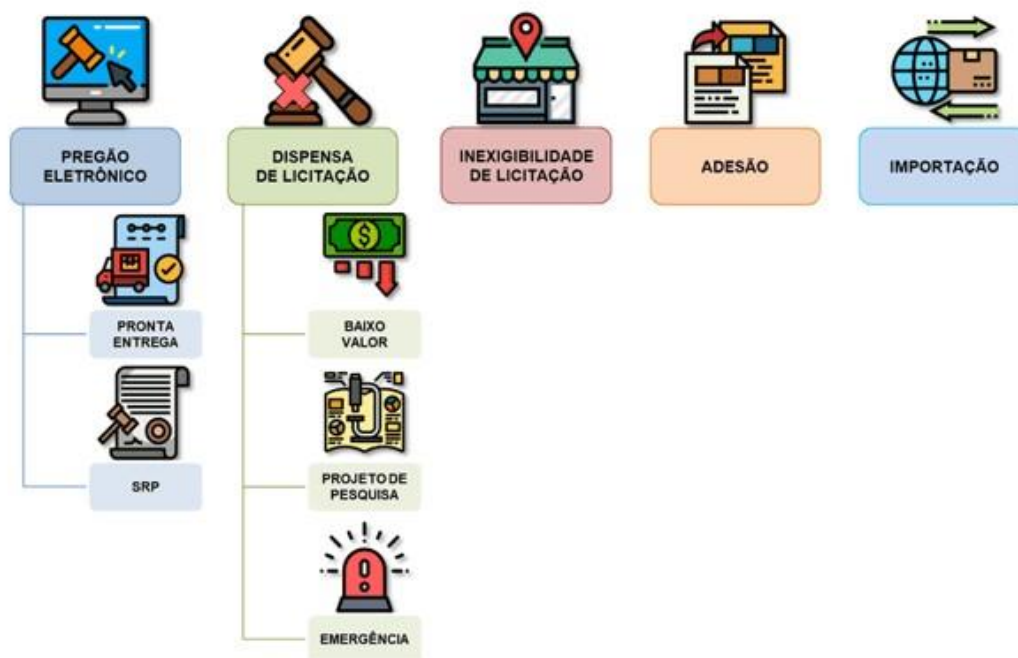 PREGÃO
ELETRÔNICO
DISPENSA
DE LICITAÇÃO
INEXIGIBILIDADE
DE LICITAÇÃO
ADESÃO
IMPORTAÇÃO
PRONTA
ENTREGA
SRP
BAIXO
VALOR
PROJETO DE
PESQUISA
EMERGÊNCIA